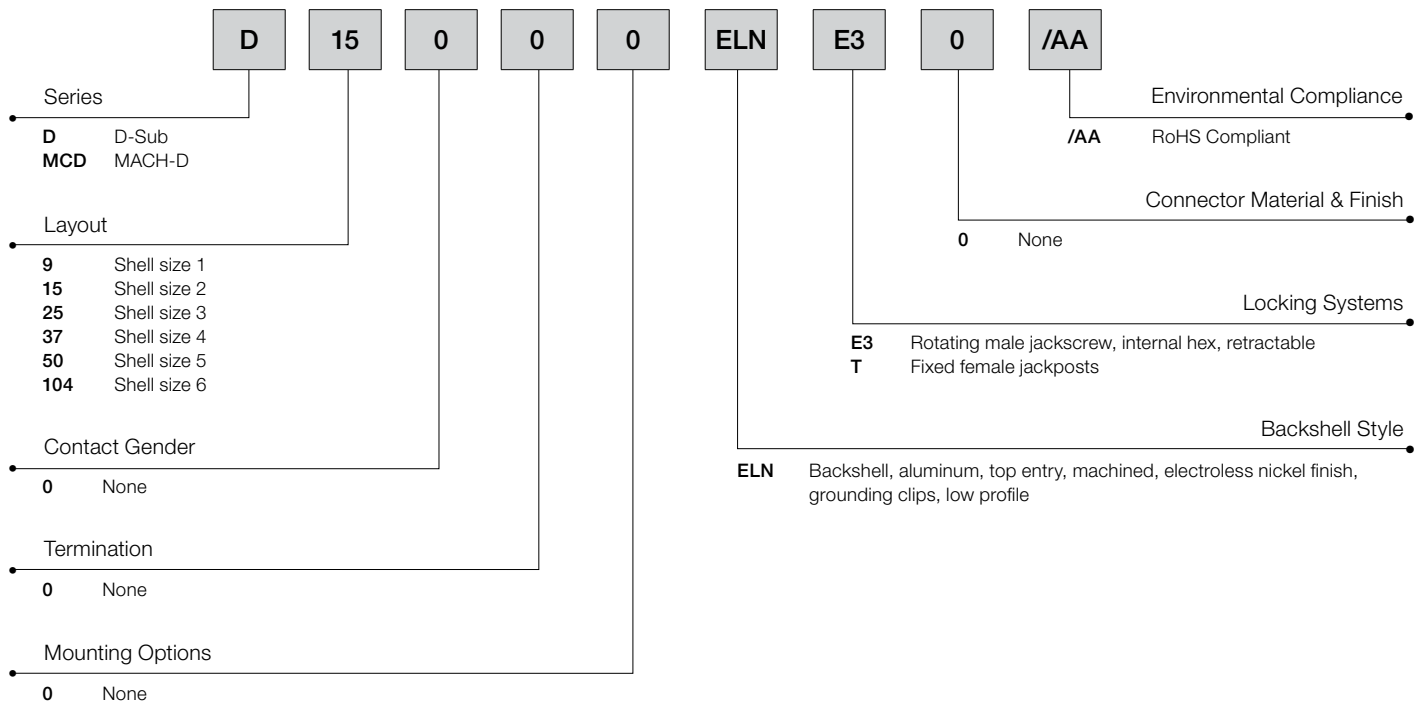 D 15 0 0 0 ELN E3 0 /AA
Series
D D-Sub
MCD MACH-D
Layout
9 Shell size 1
15 Shell size 2
25 Shell size 3
37 Shell size 4
50 Shell size 5
104 Shell size 6
Contact Gender
0 None
Termination
0 None
Mounting Options
0 None
Environmental Compliance
/AA RoHS Compliant
Connector Material & Finish
0 None
Locking Systems
E3 Rotating male jackscrew, internal hex, retractable
T Fixed female jackposts
Backshell Style
ELN Backshell, aluminum, top entry, machined, electroless nickel finish,
grounding clips, low profile